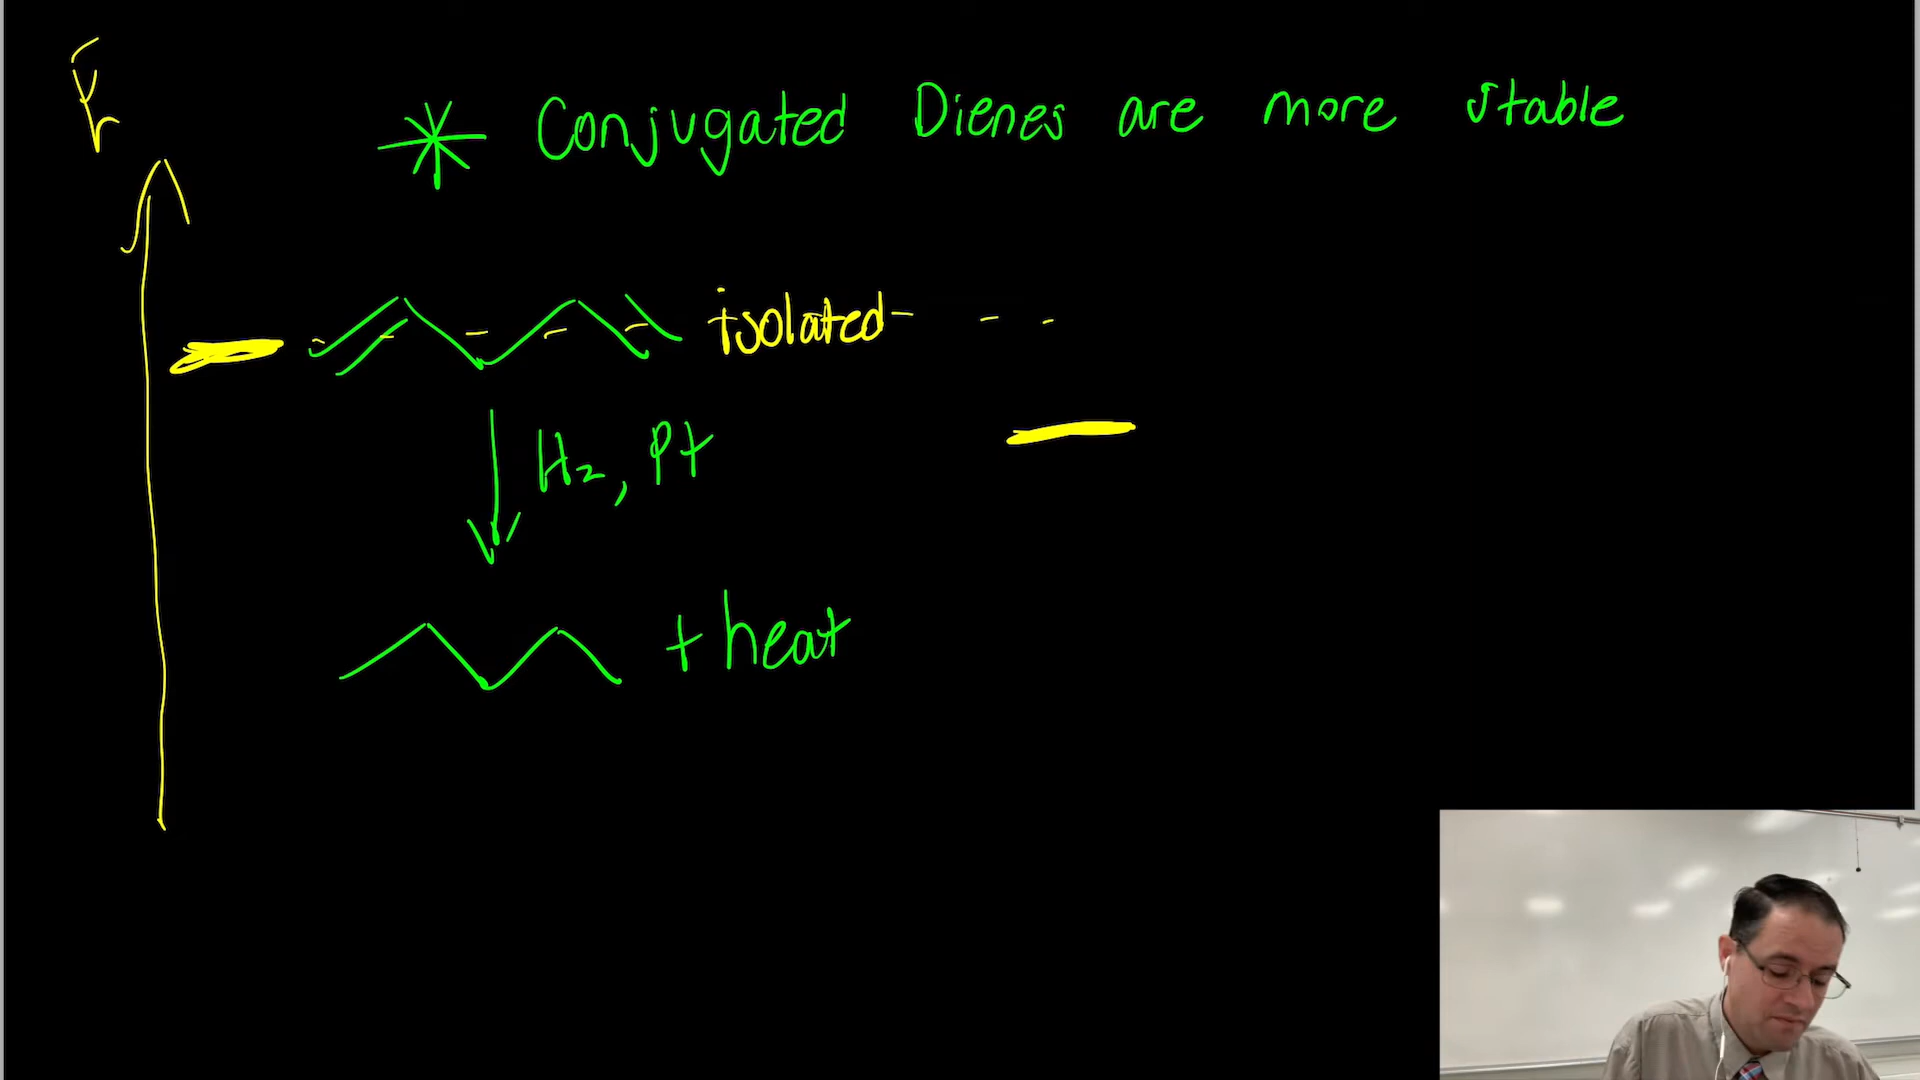 * Conjugated Dienes are more stable
isolated
H₂, Pt
+ heat